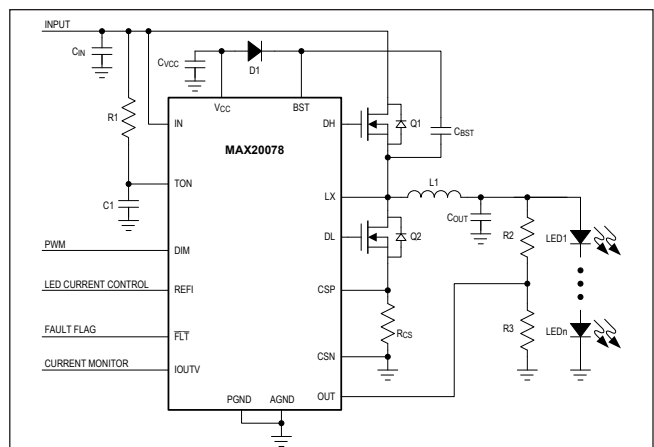 INPUT
CIN
CVCC
D1
VCC
BST
R1
IN
DH
Q1
CBST
MAX20078
TON
LX
L1
C1
COUT
DL
Q2
R2
LED1
PWM
DIM
LED CURRENT CONTROL
REFI
CSP
FAULT FLAG
FLT
RCS
R3
LEDn
CURRENT MONITOR
IOUTV
CSN
OUT
PGND
AGND